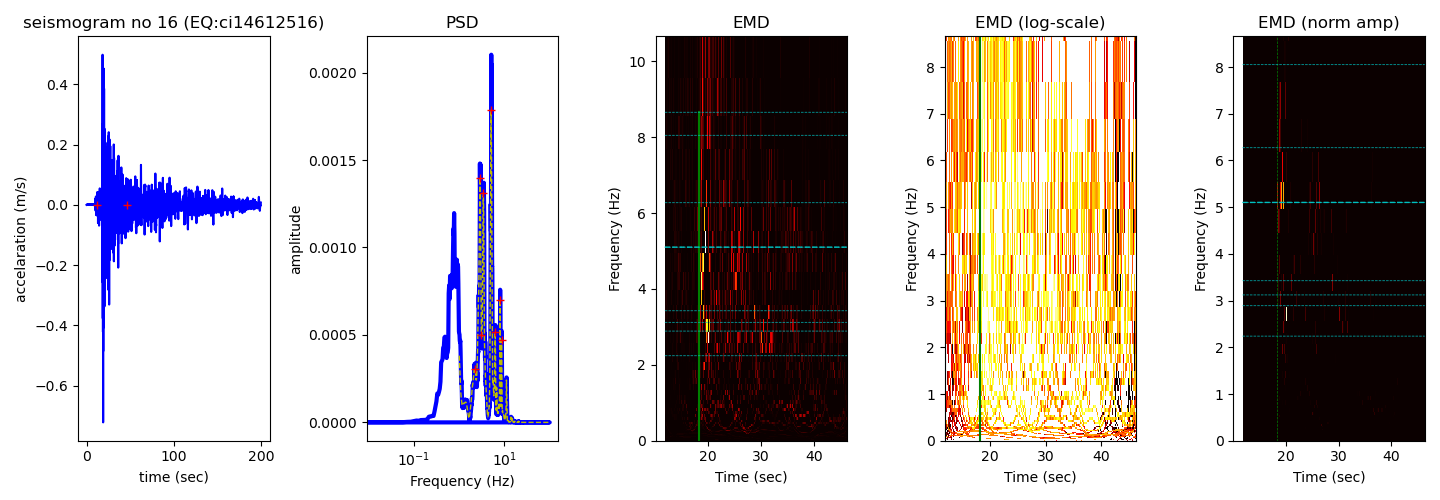 seismogram no 16 (EQ:ci14612516)
accelaration (m/s)
0.4
0.2
0.0
−0.2
−0.4
−0.6
0 100 200
time (sec)
PSD
amplitude
0.0020
0.0015
0.0010
0.0005
0.0000
10⁻¹ 10¹
Frequency (Hz)
EMD
Frequency (Hz)
10
8
6
4
2
0
20 30 40
Time (sec)
EMD (log-scale)
Frequency (Hz)
8
7
6
5
4
3
2
1
0
20 30 40
Time (sec)
EMD (norm amp)
Frequency (Hz)
8
7
6
5
4
3
2
1
0
20 40
Time (sec)